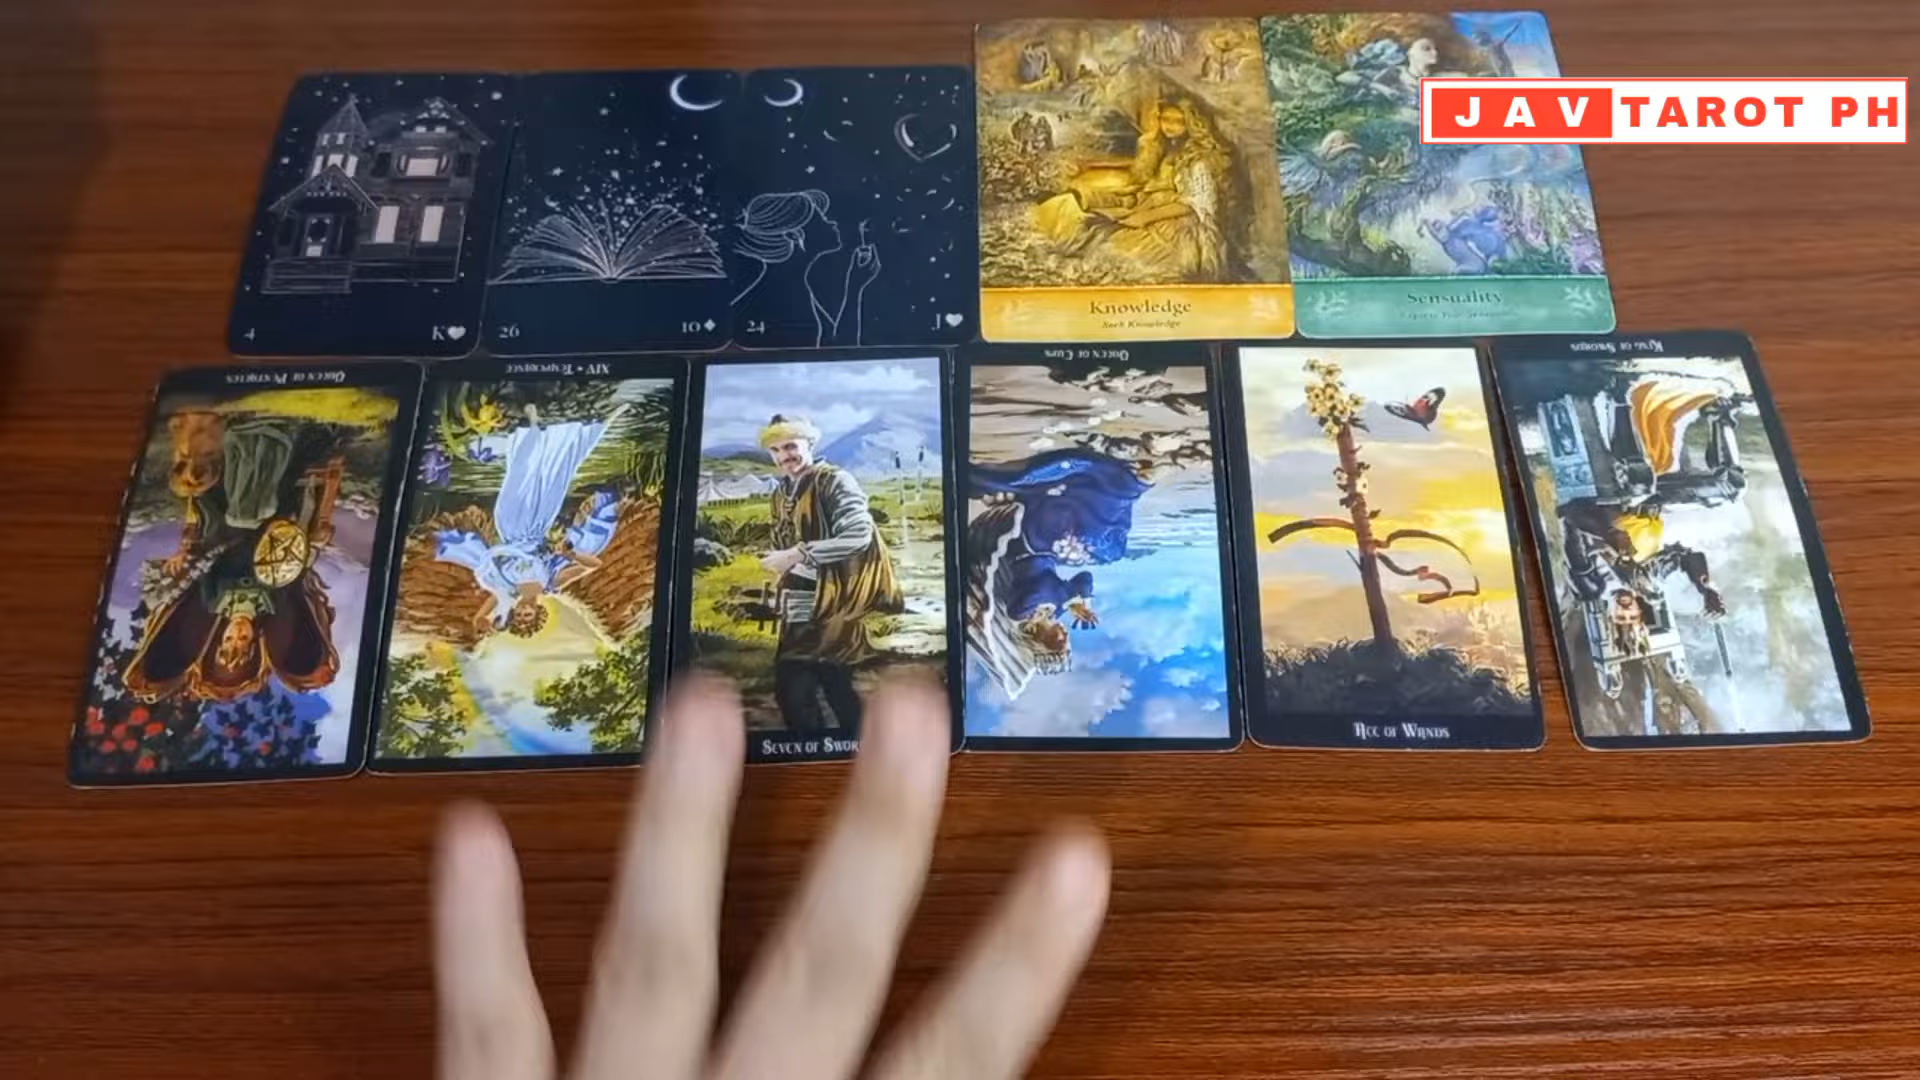 JAV TAROT PH
4 K
26 10
24 J
Knowledge
Seek Knowledge
Sensuality
QUEEN OF PENTACLES
XIV • TEMPERANCE
SEVEN OF SWOR
QUEEN OF CUPS
ACE OF WANDS
KING OF SWORDS